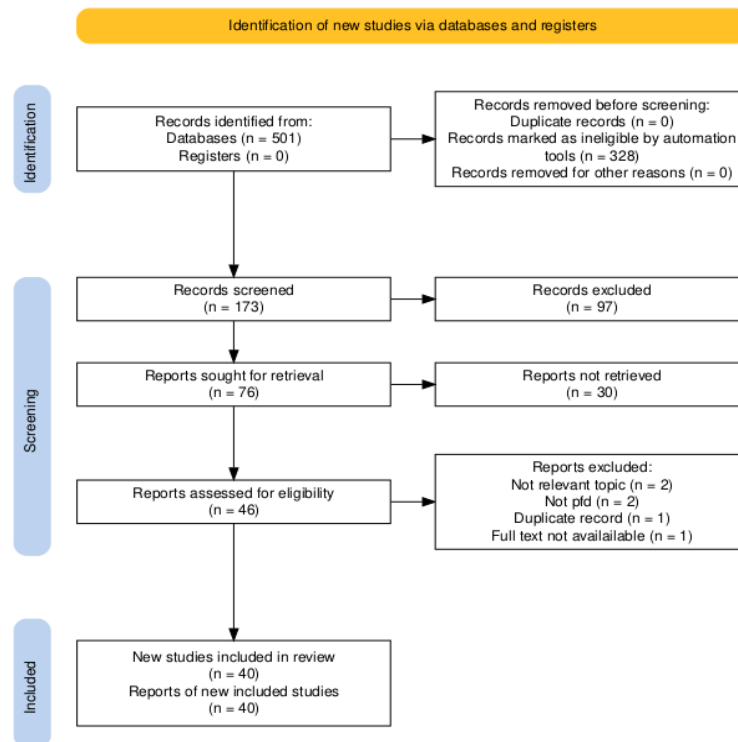 Identification of new studies via databases and registers
Identification
Records identified from:
Databases (n = 501)
Registers (n = 0)
Records removed before screening:
Duplicate records (n = 0)
Records marked as ineligible by automation
tools (n = 328)
Records removed for other reasons (n = 0)
Screening
Records screened
(n = 173)
Records excluded
(n = 97)
Reports sought for retrieval
(n = 76)
Reports not retrieved
(n = 30)
Reports assessed for eligibility
(n = 46)
Reports excluded:
Not relevant topic (n = 2)
Not pfd (n = 2)
Duplicate record (n = 1)
Full text not availailable (n = 1)
Included
New studies included in review
(n = 40)
Reports of new included studies
(n = 40)